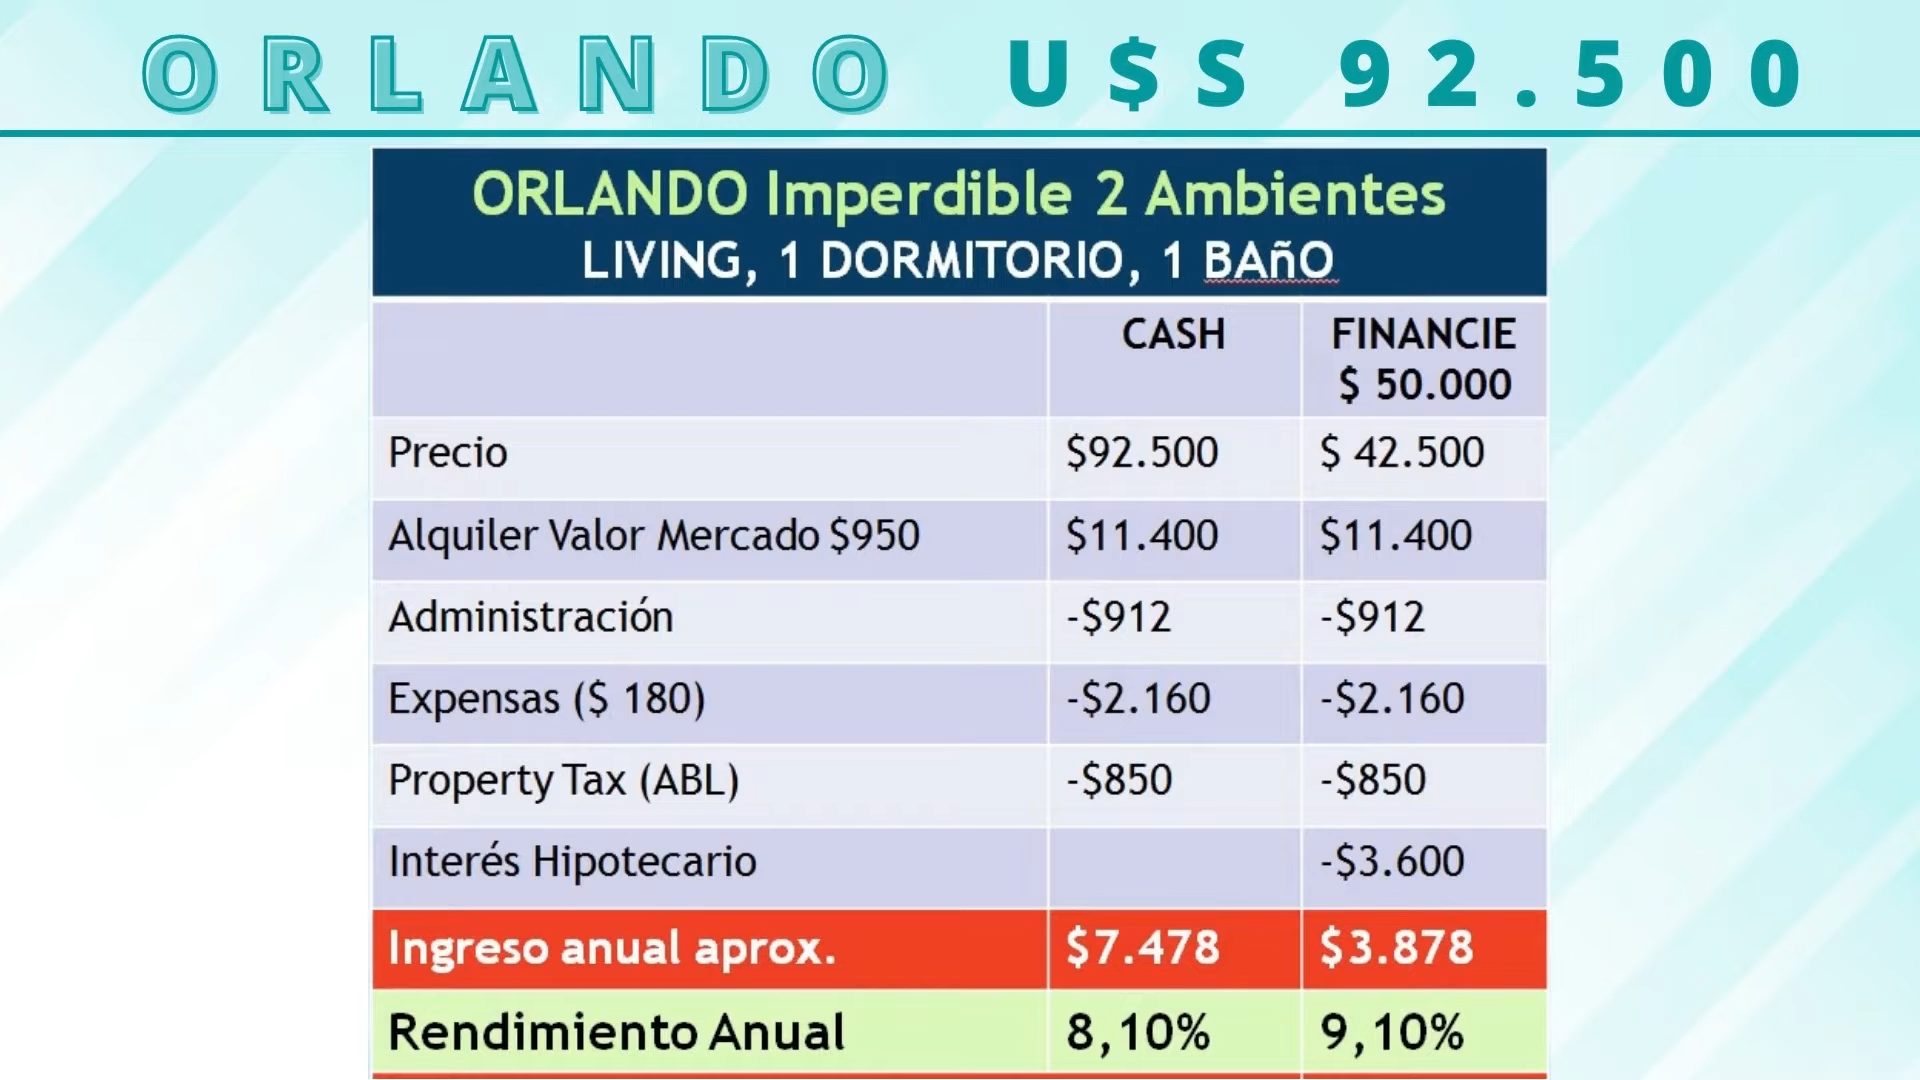 ORLANDO U$S 92.500
ORLANDO Imperdible 2 Ambientes
LIVING, 1 DORMITORIO, 1 BAñO
CASH FINANCIE
$ 50.000
Precio $92.500 $ 42.500
Alquiler Valor Mercado $950 $11.400 $11.400
Administración -$912 -$912
Expensas ($ 180) -$2.160 -$2.160
Property Tax (ABL) -$850 -$850
Interés Hipotecario -$3.600
Ingreso anual aprox. $7.478 $3.878
Rendimiento Anual 8,10% 9,10%